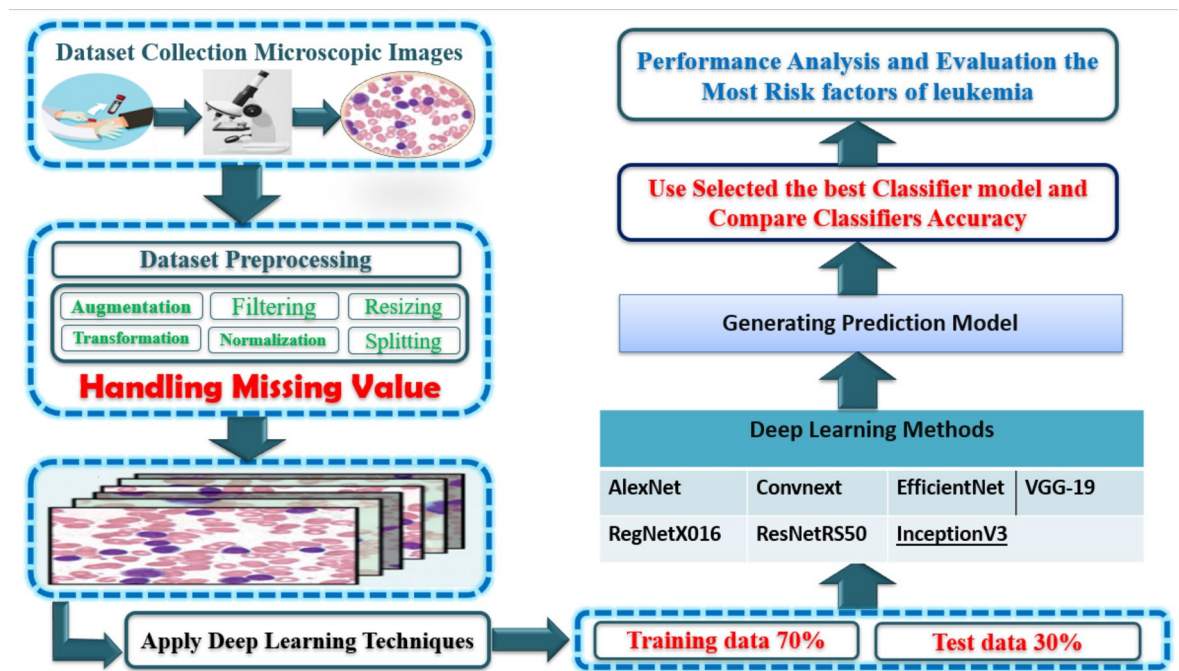 Dataset Collection Microscopic Images
Dataset Preprocessing
Augmentation
Filtering
Resizing
Transformation
Normalization
Splitting
Handling Missing Value
Apply Deep Learning Techniques
Training data 70%
Test data 30%
Deep Learning Methods
AlexNet
Convnext
EfficientNet
VGG-19
RegNetX016
ResNetRS50
InceptionV3
Generating Prediction Model
Use Selected the best Classifier model and
Compare Classifiers Accuracy
Performance Analysis and Evaluation the
Most Risk factors of leukemia